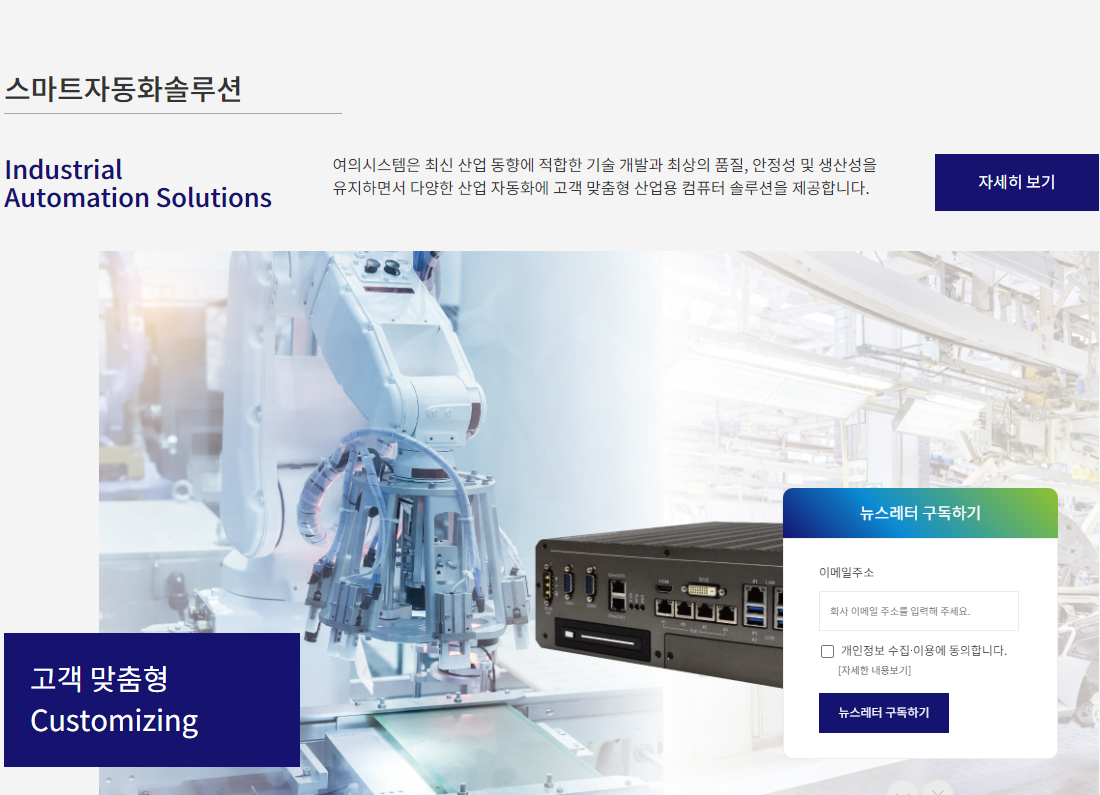 스마트자동화솔루션
Industrial
Automation Solutions
여의시스템은 최신 산업 동향에 적합한 기술 개발과 최상의 품질, 안정성 및 생산성을
유지하면서 다양한 산업 자동화에 고객 맞춤형 산업용 컴퓨터 솔루션을 제공합니다.
자세히 보기
뉴스레터 구독하기
이메일주소
회사 이메일 주소를 입력해 주세요.
개인정보 수집·이용에 동의합니다.
[자세한 내용보기]
뉴스레터 구독하기
고객 맞춤형
Customizing